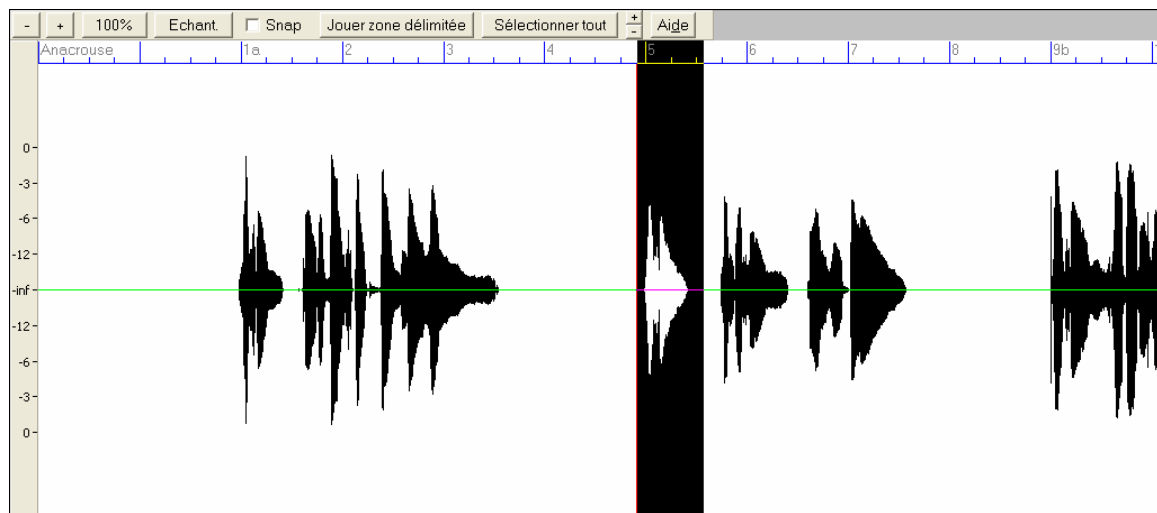 - + 100% Echant. Snap Jouer zone délimitée Sélectionner tout + - Aide
Anacrouse 1a 2 3 4 5 6 7 8 9b
0
-3
-6
-12
-inf
-12
-6
-3
0